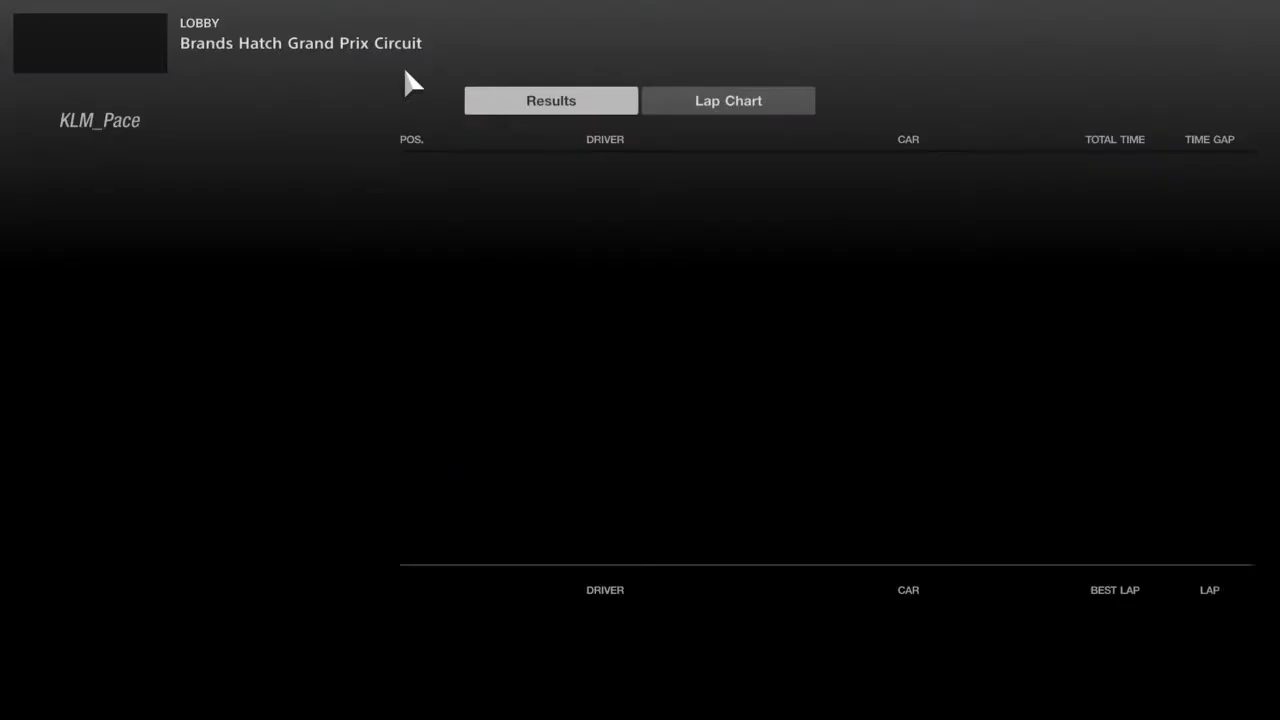 LOBBY
Brands Hatch Grand Prix Circuit
Results Lap Chart
KLM_Pace
POS. DRIVER CAR TOTAL TIME TIME GAP
DRIVER CAR BEST LAP LAP